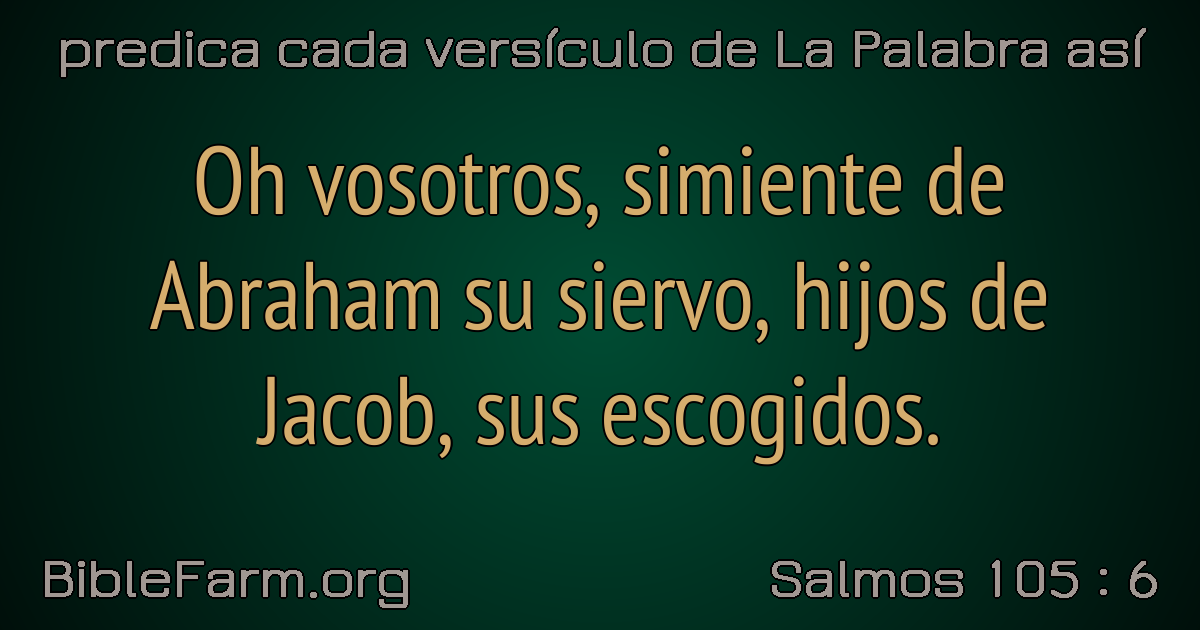 predica cada versículo de La Palabra así
Oh vosotros, simiente de
Abraham su siervo, hijos de
Jacob, sus escogidos.
BibleFarm.org
Salmos 105 : 6